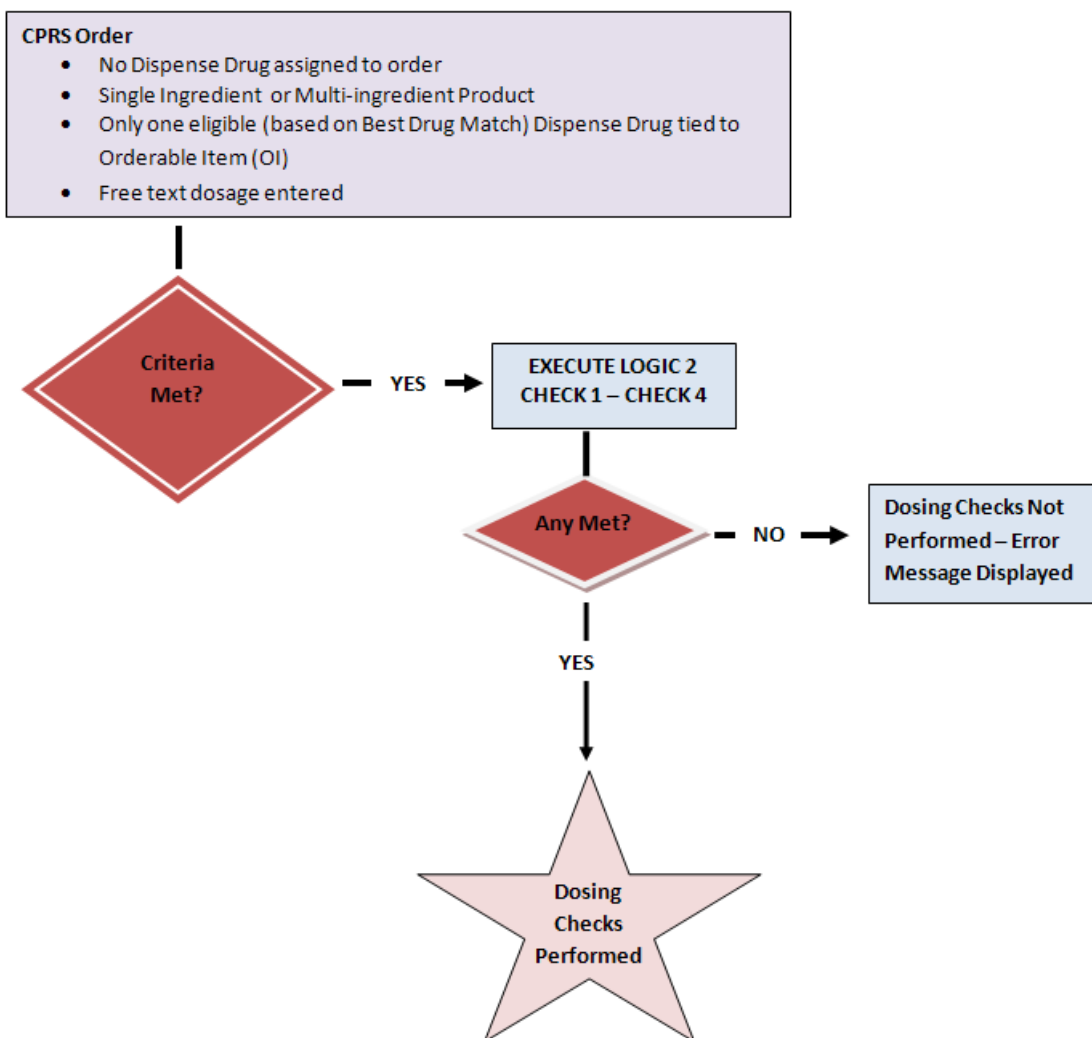 CPRS Order
• No Dispense Drug assigned to order
• Single Ingredient or Multi-ingredient Product
• Only one eligible (based on Best Drug Match) Dispense Drug tied to
Orderable Item (OI)
• Free text dosage entered
Criteria
Met?
YES
EXECUTE LOGIC 2
CHECK 1 – CHECK 4
Any Met?
NO
Dosing Checks Not
Performed – Error
Message Displayed
YES
Dosing
Checks
Performed